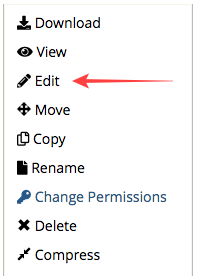 Download
View
Edit
Move
Copy
Rename
Change Permissions
Delete
Compress